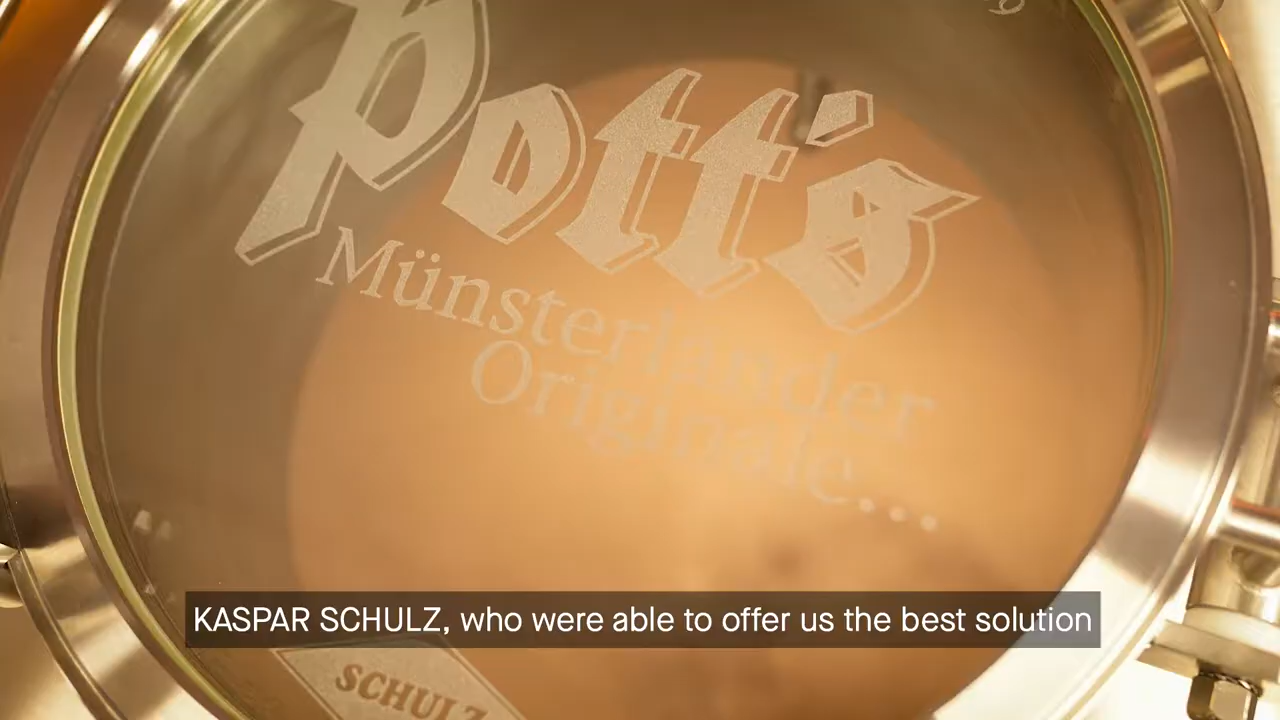 Pott's
Münsterländer
Originale...
KASPAR SCHULZ, who were able to offer us the best solution
SCHULZ